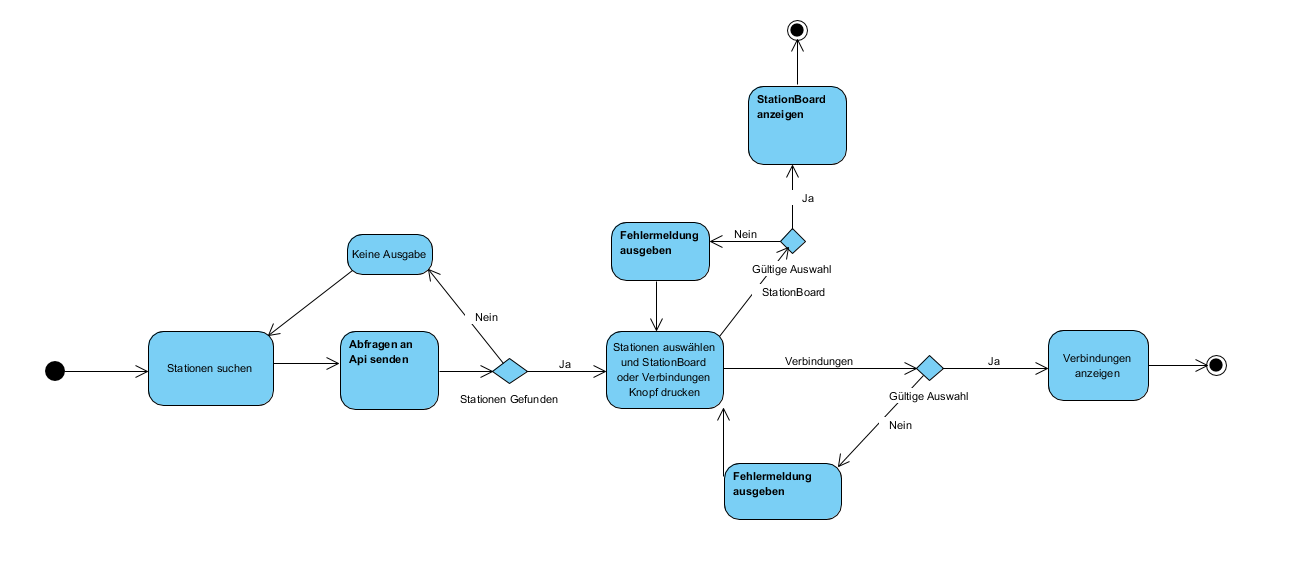 StationBoard
anzeigen
Ja
Fehlermeldung
ausgeben
Nein
Gültige Auswahl
StationBoard
Keine Ausgabe
Nein
Stationen suchen
Abfragen an
Api senden
Stationen Gefunden
Ja
Stationen auswählen
und StationBoard
oder Verbindungen
Knopf drucken
Verbindungen
Gültige Auswahl
Ja
Verbindungen
anzeigen
Nein
Fehlermeldung
ausgeben